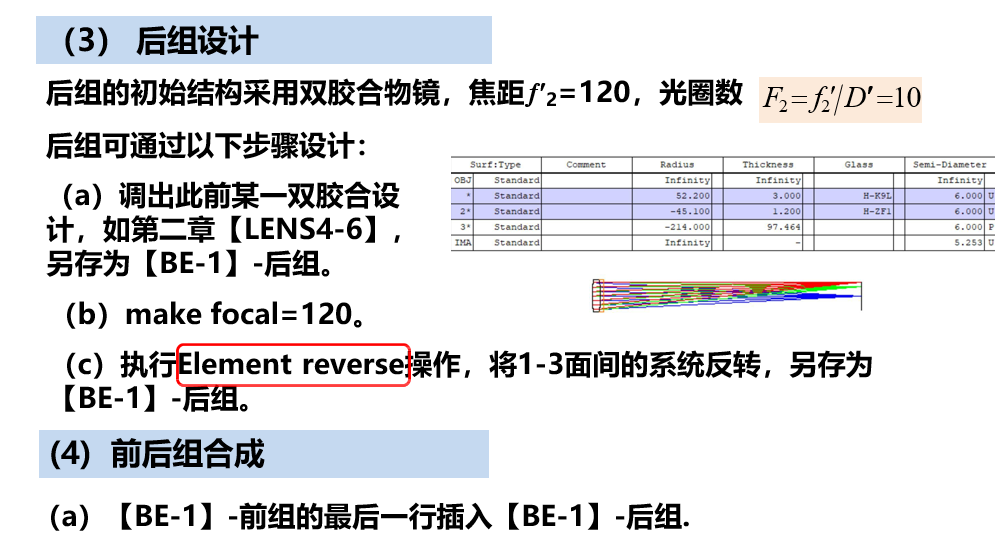 （3） 后组设计
后组的初始结构采用双胶合物镜，焦距f′₂=120，光圈数 F₂=f₂′/D′=10
后组可通过以下步骤设计：
（a）调出此前某一双胶合设
计，如第二章【LENS4-6】，
另存为【BE-1】-后组。
Surf:Type Comment Radius Thickness Glass Semi-Diameter
OBJ Standard Infinity Infinity Infinity
* Standard 52.200 3.000 H-K9L 6.000 U
2* Standard -45.100 1.200 H-ZF1 6.000 U
3* Standard -214.000 97.464 6.000 P
IMA Standard Infinity - 5.253 U
（b）make focal=120。
（c）执行Element reverse操作，将1-3面间的系统反转，另存为
【BE-1】-后组。
(4）前后组合成
（a）【BE-1】-前组的最后一行插入【BE-1】-后组.